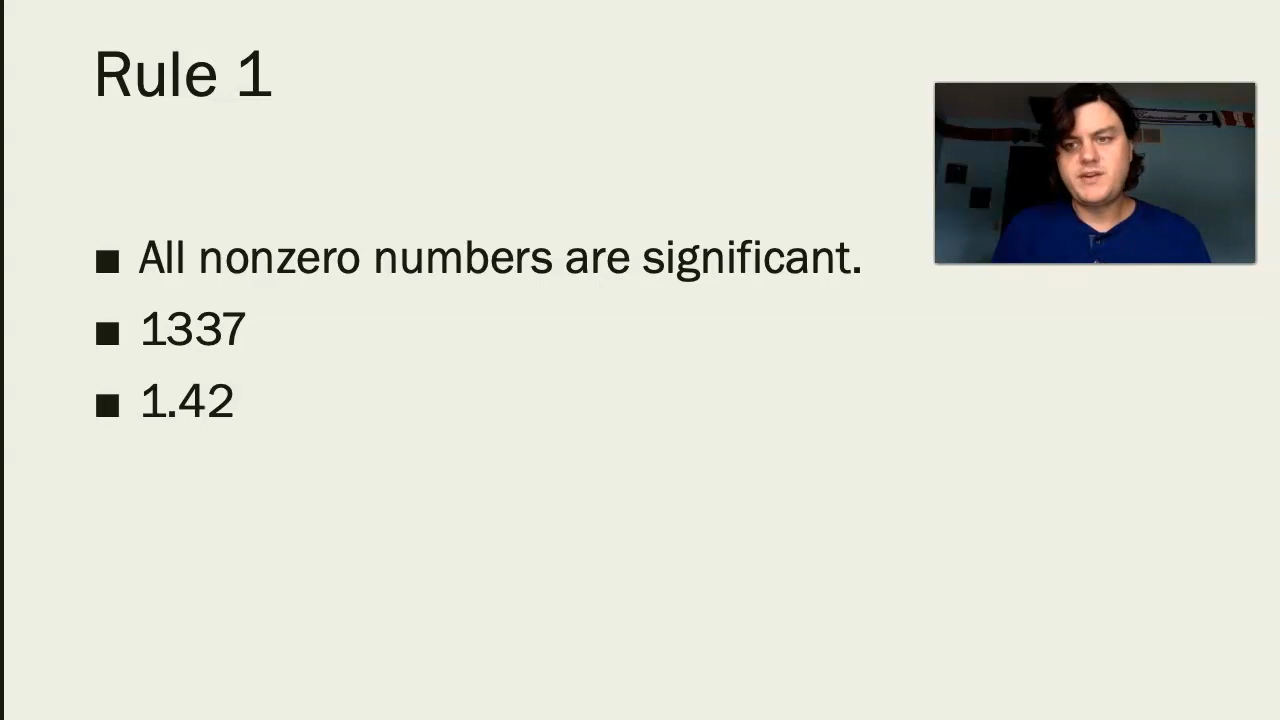 Rule 1
■ All nonzero numbers are significant.
■ 1337
■ 1.42